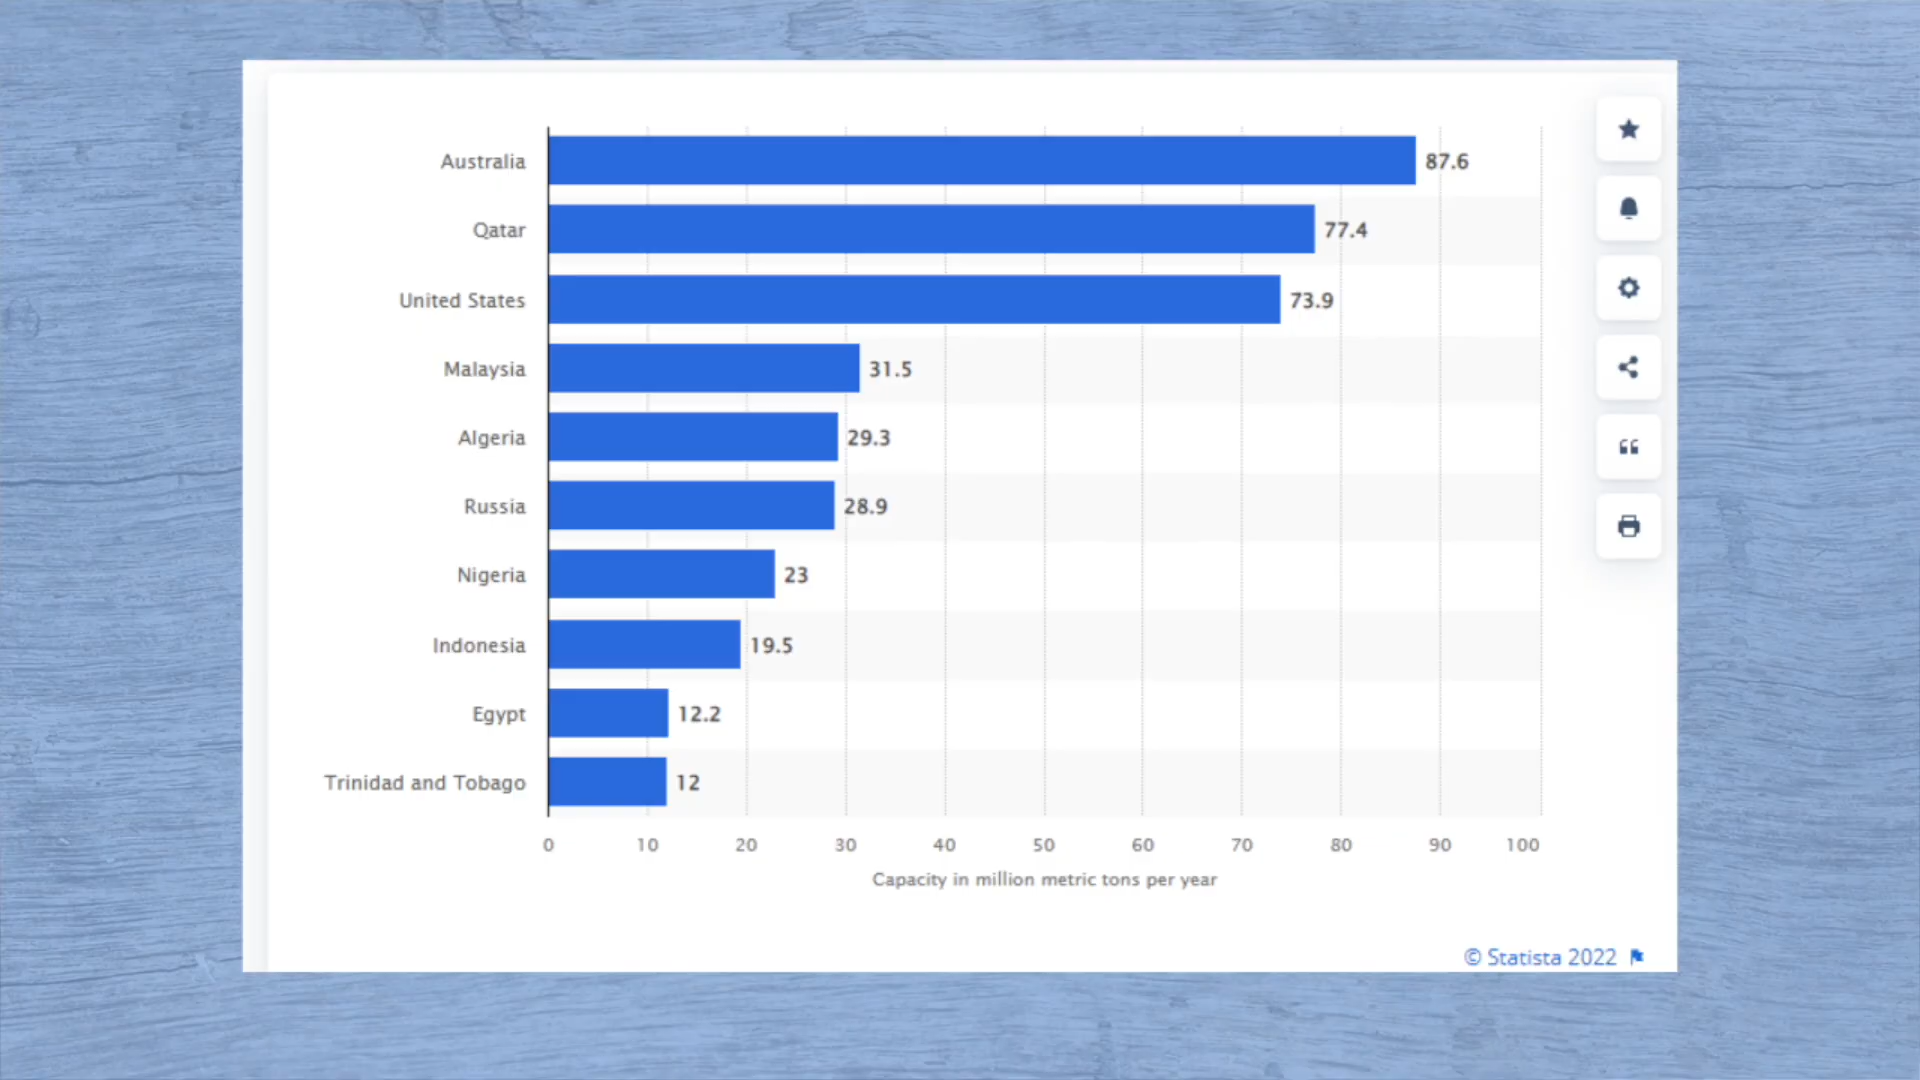 Australia 87.6
Qatar 77.4
United States 73.9
Malaysia 31.5
Algeria 29.3
Russia 28.9
Nigeria 23
Indonesia 19.5
Egypt 12.2
Trinidad and Tobago 12
0 10 20 30 40 50 60 70 80 90 100
Capacity in million metric tons per year
© Statista 2022